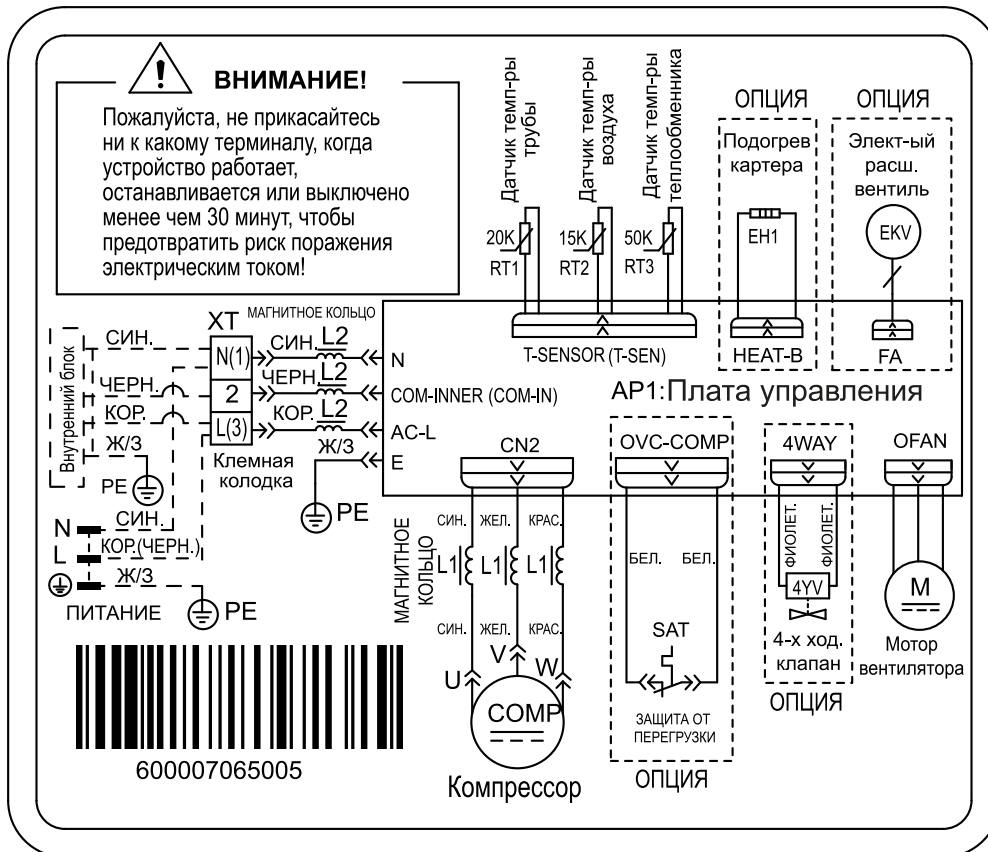 ВНИМАНИЕ!
Пожалуйста, не прикасайтесь
ни к какому терминалу, когда
устройство работает,
останавливается или выключено
менее чем 30 минут, чтобы
предотвратить риск поражения
электрическим током!
Датчик темп-ры
трубы
Датчик темп-ры
воздуха
Датчик темп-ры
теплообменника
20K
RT1
15K
RT2
50K
RT3
T-SENSOR (T-SEN)
ОПЦИЯ
Подогрев
картера
EH1
HEAT-B
ОПЦИЯ
Элект-ый
расш.
вентиль
EKV
FA
AP1:Плата управления
Внутренний блок
СИН.
ЧЕРН.
КОР.
Ж/З
PE
XT
N(1)
2
L(3)
Клемная
колодка
МАГНИТНОЕ КОЛЬЦО
СИН.
L2
N
ЧЕРН.
L2
COM-INNER (COM-IN)
КОР.
L2
AC-L
Ж/З
E
PE
N
СИН.
L
КОР.(ЧЕРН.)
Ж/З
ПИТАНИЕ
PE
600007065005
CN2
МАГНИТНОЕ
КОЛЬЦО
СИН.
ЖЕЛ.
КРАС.
L1
L1
L1
СИН.
ЖЕЛ.
КРАС.
U
V
W
COMP
Компрессор
OVC-COMP
БЕЛ.
БЕЛ.
SAT
ЗАЩИТА ОТ
ПЕРЕГРУЗКИ
ОПЦИЯ
4WAY
ФИОЛЕТ.
ФИОЛЕТ.
4YV
4-х ход.
клапан
ОПЦИЯ
OFAN
M
Мотор
вентилятора